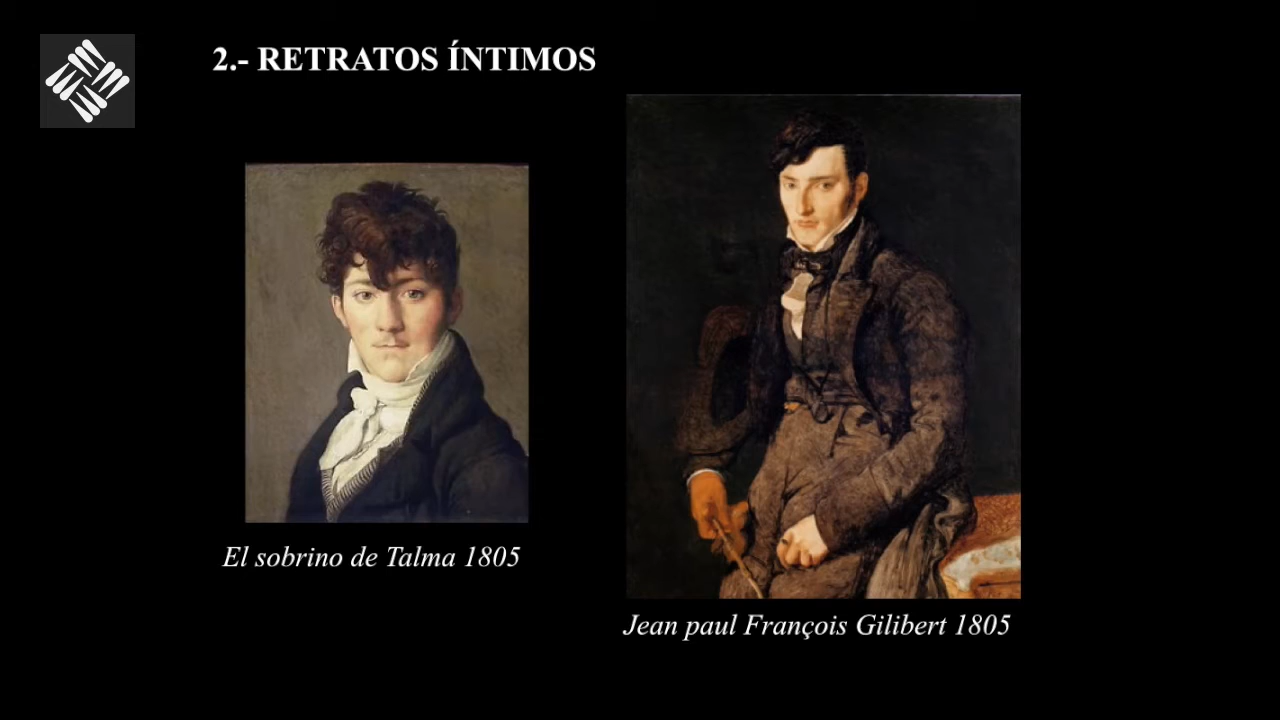 2.- RETRATOS ÍNTIMOS
El sobrino de Talma 1805
Jean paul François Gilibert 1805